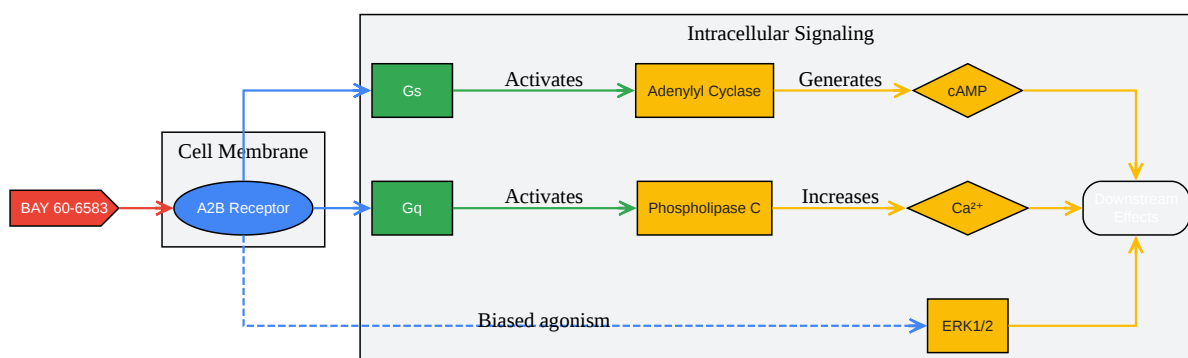 Intracellular Signaling
Gs
Activates
Adenylyl Cyclase
Generates
cAMP
Cell Membrane
BAY 60-6583
A2B Receptor
Gq
Activates
Phospholipase C
Increases
Ca²⁺
Downstream
Effects
Biased agonism
ERK1/2